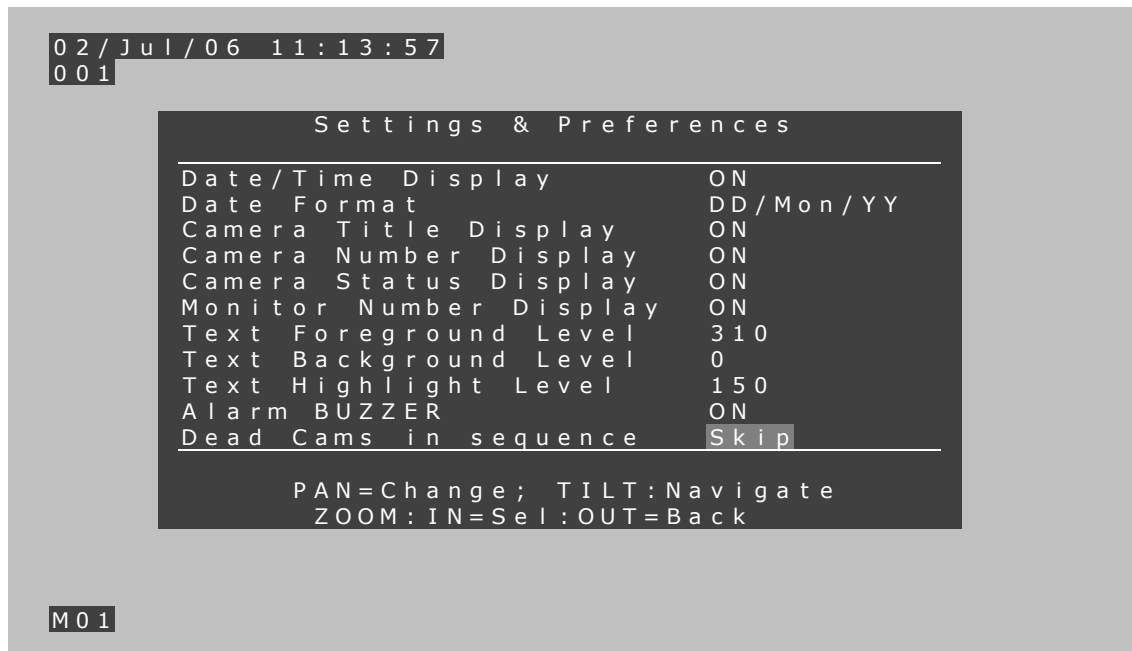 02/Jul/06 11:13:57
001
Settings & Preferences
Date/Time Display ON
Date Format DD/Mon/YY
Camera Title Display ON
Camera Number Display ON
Camera Status Display ON
Monitor Number Display ON
Text Foreground Level 310
Text Background Level 0
Text Highlight Level 150
Alarm BUZZER ON
Dead Cams in sequence Skip
PAN=Change; TILT:Navigate
ZOOM:IN=Sel:OUT=Back
M01